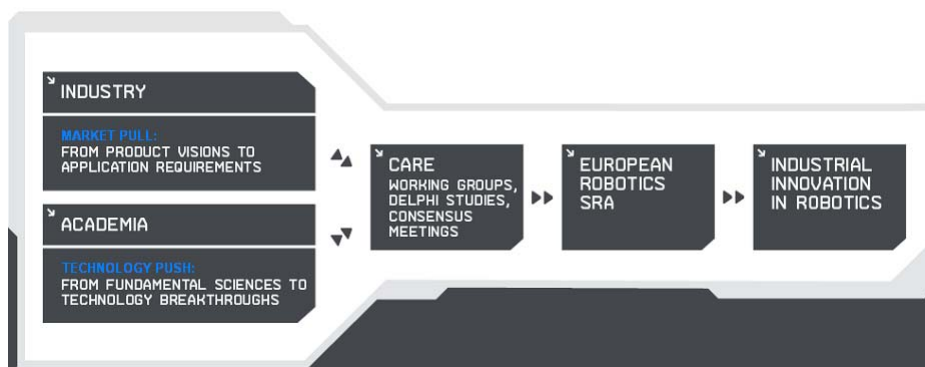 INDUSTRY
MARKET PULL:
FROM PRODUCT VISIONS TO
APPLICATION REQUIREMENTS
ACADEMIA
TECHNOLOGY PUSH:
FROM FUNDAMENTAL SCIENCES TO
TECHNOLOGY BREAKTHROUGHS
CARE
WORKING GROUPS,
DELPHI STUDIES,
CONSENSUS
MEETINGS
EUROPEAN
ROBOTICS
SRA
INDUSTRIAL
INNOVATION
IN ROBOTICS